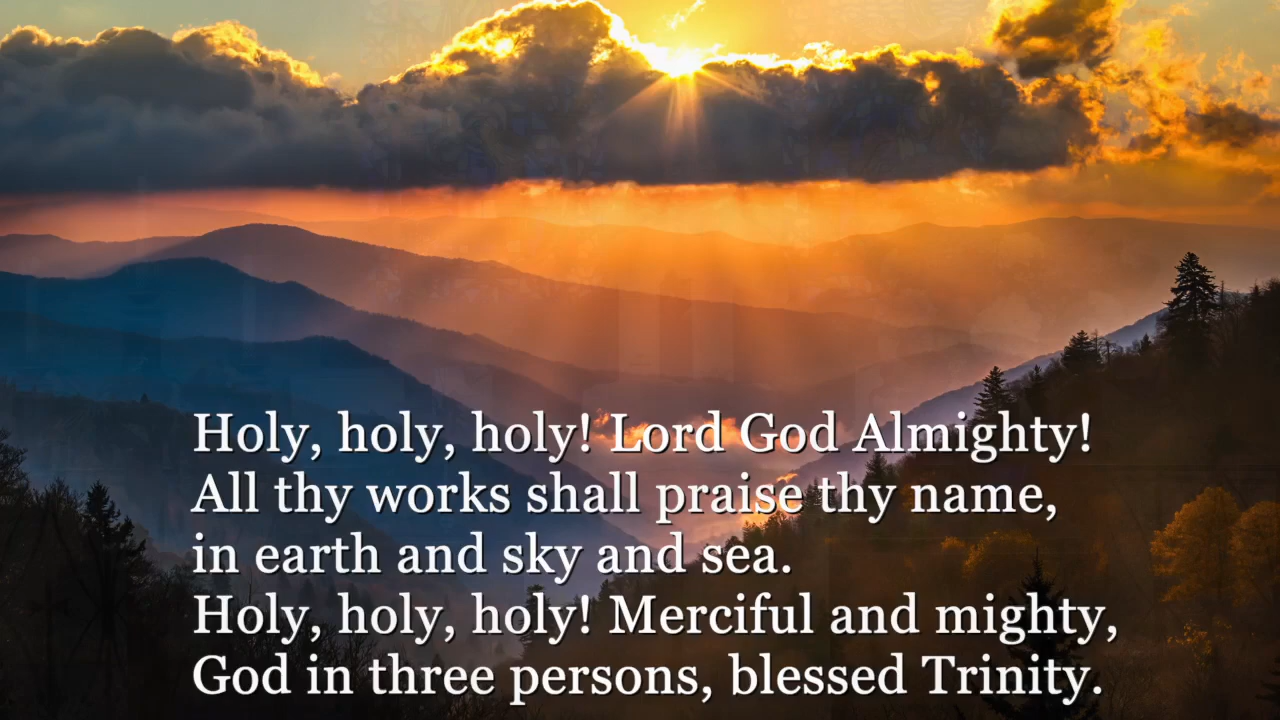 Holy, holy, holy! Lord God Almighty!
All thy works shall praise thy name,
in earth and sky and sea.
Holy, holy, holy! Merciful and mighty,
God in three persons, blessed Trinity.